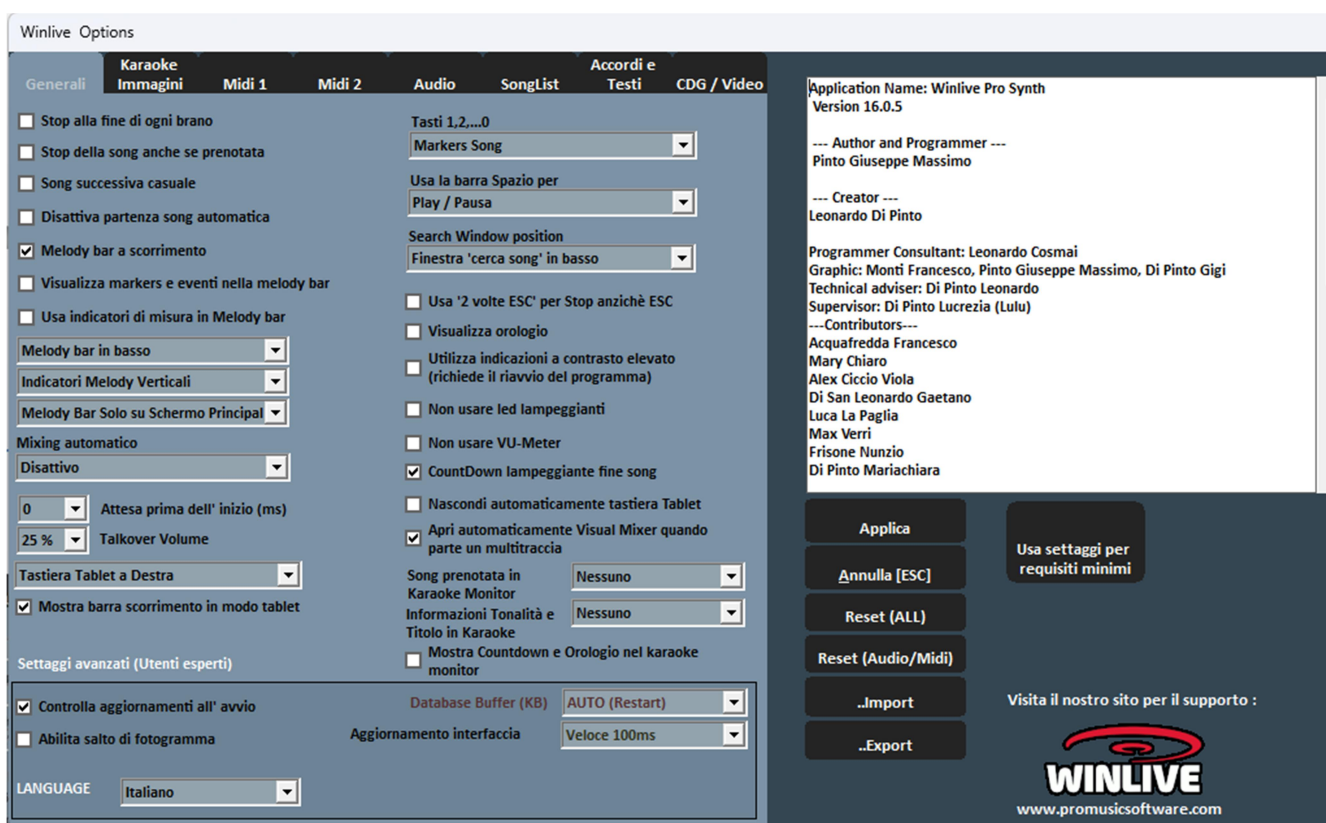 Winlive Options
Generali
Karaoke
Immagini
Midi 1
Midi 2
Audio
SongList
Accordi e
Testi
CDG / Video
Stop alla fine di ogni brano
Stop della song anche se prenotata
Song successiva casuale
Disattiva partenza song automatica
Melody bar a scorrimento
Visualizza markers e eventi nella melody bar
Usa indicatori di misura in Melody bar
Melody bar in basso
Indicatori Melody Verticali
Melody Bar Solo su Schermo Principal
Mixing automatico
Disattivo
0
Attesa prima dell' inizio (ms)
25 %
Talkover Volume
Tastiera Tablet a Destra
Mostra barra scorrimento in modo tablet
Tasti 1,2,...0
Markers Song
Usa la barra Spazio per
Play / Pausa
Search Window position
Finestra 'cerca song' in basso
Usa '2 volte ESC' per Stop anzichè ESC
Visualizza orologio
Utilizza indicazioni a contrasto elevato
(richiede il riavvio del programma)
Non usare led lampeggianti
Non usare VU-Meter
CountDown lampeggiante fine song
Nascondi automaticamente tastiera Tablet
Apri automaticamente Visual Mixer quando
parte un multitraccia
Song prenotata in
Karaoke Monitor
Nessuno
Informazioni Tonalità e
Titolo in Karaoke
Nessuno
Mostra Countdown e Orologio nel karaoke
monitor
Settaggi avanzati (Utenti esperti)
Controlla aggiornamenti all' avvio
Abilita salto di fotogramma
Database Buffer (KB)
AUTO (Restart)
Aggiornamento interfaccia
Veloce 100ms
LANGUAGE
Italiano
Application Name: Winlive Pro Synth
Version 16.0.5
--- Author and Programmer ---
Pinto Giuseppe Massimo
--- Creator ---
Leonardo Di Pinto
Programmer Consultant: Leonardo Cosmai
Graphic: Monti Francesco, Pinto Giuseppe Massimo, Di Pinto Gigi
Technical adviser: Di Pinto Leonardo
Supervisor: Di Pinto Lucrezia (Lulu)
---Contributors---
Acquafredda Francesco
Mary Chiaro
Alex Ciccio Viola
Di San Leonardo Gaetano
Luca La Paglia
Max Verri
Frisone Nunzio
Di Pinto Mariachiara
Applica
Annulla [ESC]
Reset (ALL)
Reset (Audio/Midi)
..Import
..Export
Usa settaggi per
requisiti minimi
Visita il nostro sito per il supporto :
WINLIVE
www.promusicsoftware.com